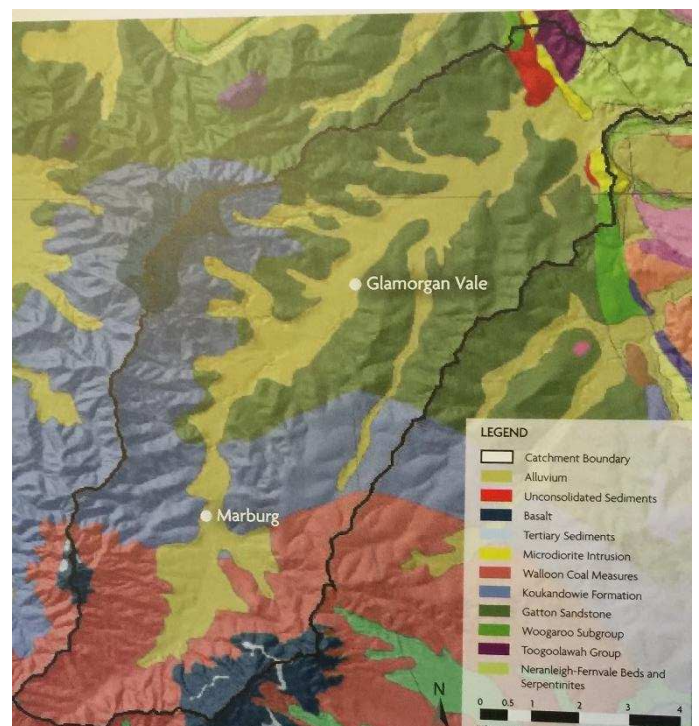 Glamorgan Vale
Marburg
LEGEND
Catchment Boundary
Alluvium
Unconsolidated Sediments
Basalt
Tertiary Sediments
Microdiorite Intrusion
Walloon Coal Measures
Koukandowie Formation
Gatton Sandstone
Woogaroo Subgroup
Toogoolawah Group
Neranleigh-Fernvale Beds and
Serpentinites
N
0 0.5 1 2 3 4